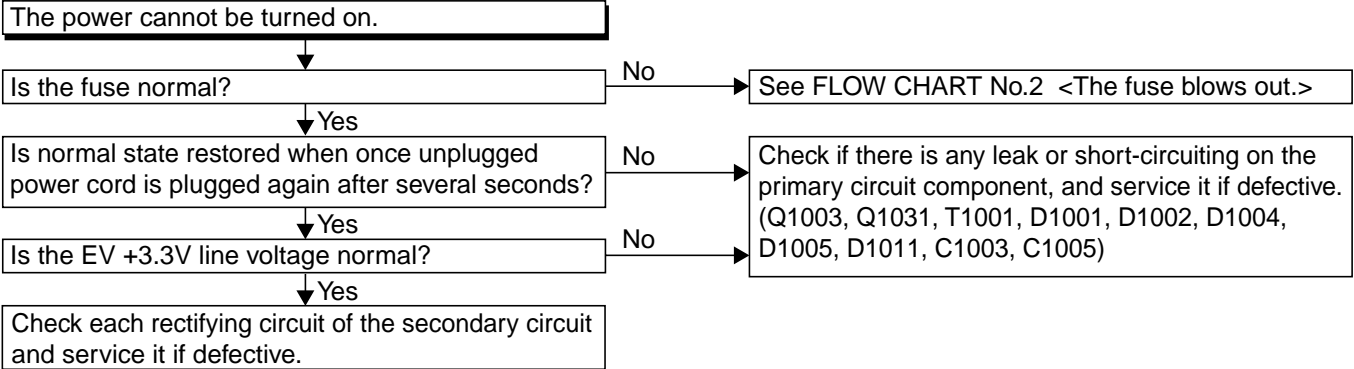 The power cannot be turned on.
Is the fuse normal?
No
See FLOW CHART No.2 <The fuse blows out.>
Yes
Is normal state restored when once unplugged
power cord is plugged again after several seconds?
No
Check if there is any leak or short-circuiting on the
primary circuit component, and service it if defective.
(Q1003, Q1031, T1001, D1001, D1002, D1004,
D1005, D1011, C1003, C1005)
Yes
Is the EV +3.3V line voltage normal?
No
Yes
Check each rectifying circuit of the secondary circuit
and service it if defective.